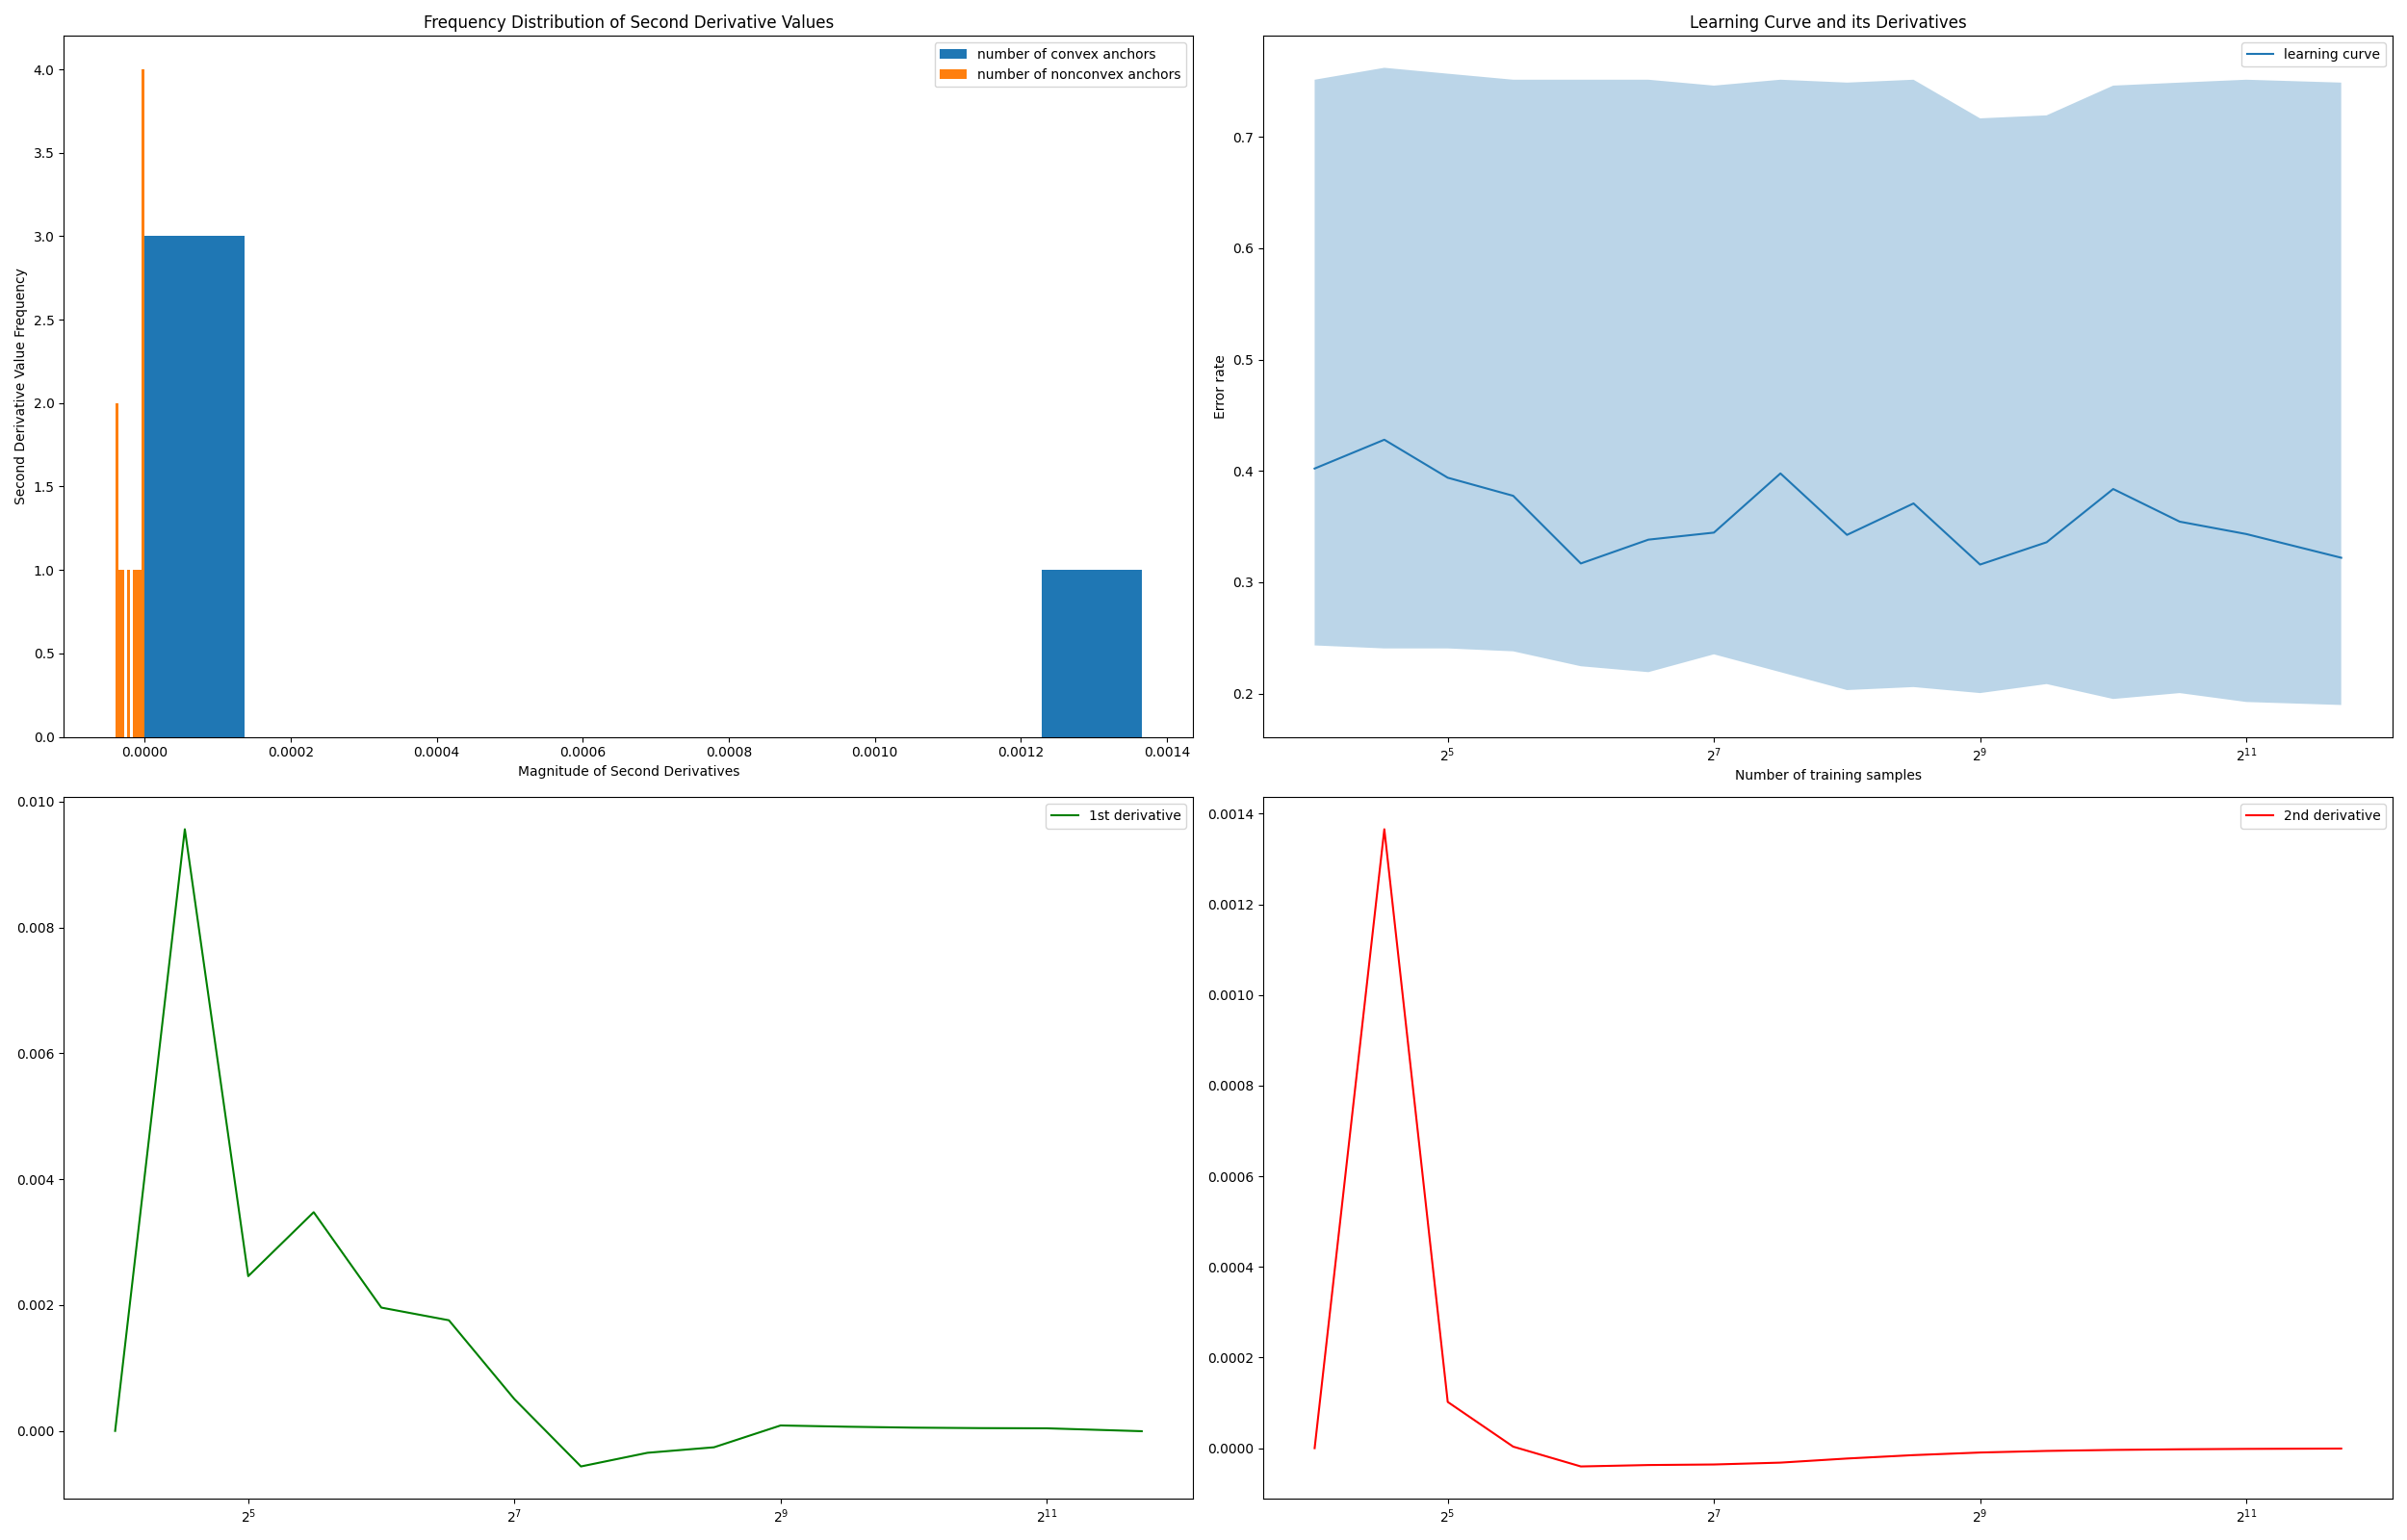 Frequency Distribution of Second Derivative Values
number of convex anchors
number of nonconvex anchors
Second Derivative Value Frequency
4.0
3.5
3.0
2.5
2.0
1.5
1.0
0.5
0.0
0.0000 0.0002 0.0004 0.0006 0.0008 0.0010 0.0012 0.0014
Magnitude of Second Derivatives
Learning Curve and its Derivatives
learning curve
Error rate
0.7
0.6
0.5
0.4
0.3
0.2
2^5 2^7 2^9 2^11
Number of training samples
1st derivative
0.010
0.008
0.006
0.004
0.002
0.000
2^5 2^7 2^9 2^11
2nd derivative
0.0014
0.0012
0.0010
0.0008
0.0006
0.0004
0.0002
0.0000
2^5 2^7 2^9 2^11